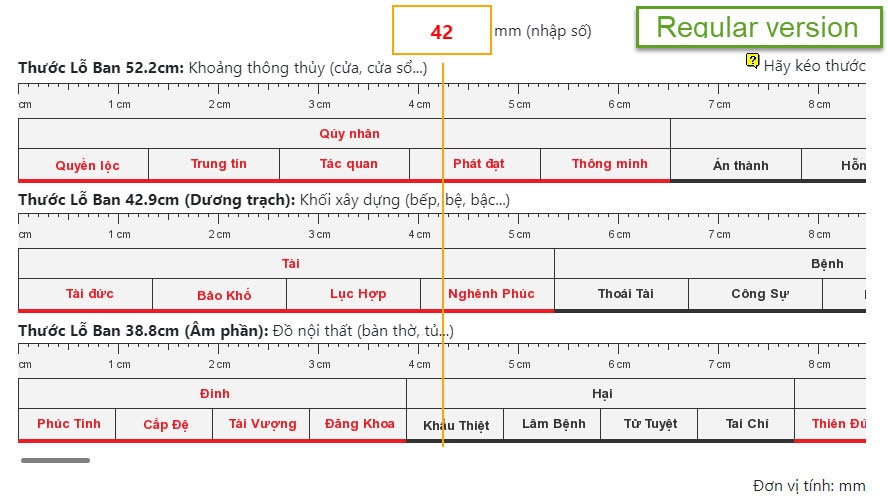 42 mm (nhập số)
Regular version
Thước Lỗ Ban 52.2cm: Khoảng thông thủy (cửa, cửa sổ...)
? Hãy kéo thước
cm 1 cm 2 cm 3 cm 4 cm 5 cm 6 cm 7 cm 8 cm
Qúy nhân
Quyền lộc Trung tín Tác quan Phát đạt Thông minh Án thành
Thước Lỗ Ban 42.9cm (Dương trạch): Khối xây dựng (bếp, bệ, bậc...)
cm 1 cm 2 cm 3 cm 4 cm 5 cm 6 cm 7 cm 8 cm
Tài Bệnh
Tài đức Bảo Khố Lục Hợp Nghênh Phúc Thoái Tài Công Sự
Thước Lỗ Ban 38.8cm (Âm phần): Đồ nội thất (bàn thờ, tủ...)
cm 1 cm 2 cm 3 cm 4 cm 5 cm 6 cm 7 cm 8 cm
Đinh Hại
Phúc Tinh Cấp Đệ Tài Vượng Đăng Khoa Khẩu Thiệt Lâm Bệnh Tử Tuyệt Tai Chí Thiên
Đơn vị tính: mm